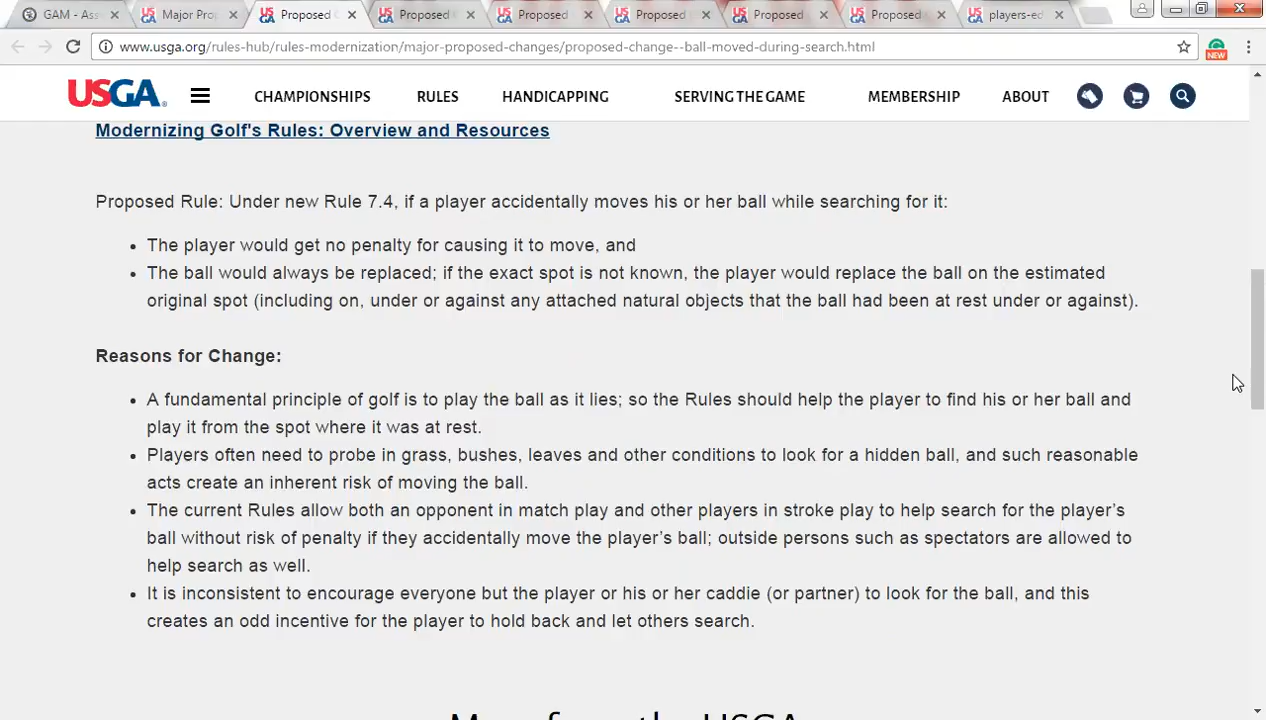 GAM - Ass
Major Pro
Proposed C
Proposed C
Proposed
Proposed
Proposed
Proposed
players-ed
www.usga.org/rules-hub/rules-modernization/major-proposed-changes/proposed-change--ball-moved-during-search.html
NEW
USGA CHAMPIONSHIPS RULES HANDICAPPING SERVING THE GAME MEMBERSHIP ABOUT
Modernizing Golf's Rules: Overview and Resources
Proposed Rule: Under new Rule 7.4, if a player accidentally moves his or her ball while searching for it:
• The player would get no penalty for causing it to move, and
• The ball would always be replaced; if the exact spot is not known, the player would replace the ball on the estimated
original spot (including on, under or against any attached natural objects that the ball had been at rest under or against).
Reasons for Change:
• A fundamental principle of golf is to play the ball as it lies; so the Rules should help the player to find his or her ball and
play it from the spot where it was at rest.
• Players often need to probe in grass, bushes, leaves and other conditions to look for a hidden ball, and such reasonable
acts create an inherent risk of moving the ball.
• The current Rules allow both an opponent in match play and other players in stroke play to help search for the player’s
ball without risk of penalty if they accidentally move the player’s ball; outside persons such as spectators are allowed to
help search as well.
• It is inconsistent to encourage everyone but the player or his or her caddie (or partner) to look for the ball, and this
creates an odd incentive for the player to hold back and let others search.
More from the USGA